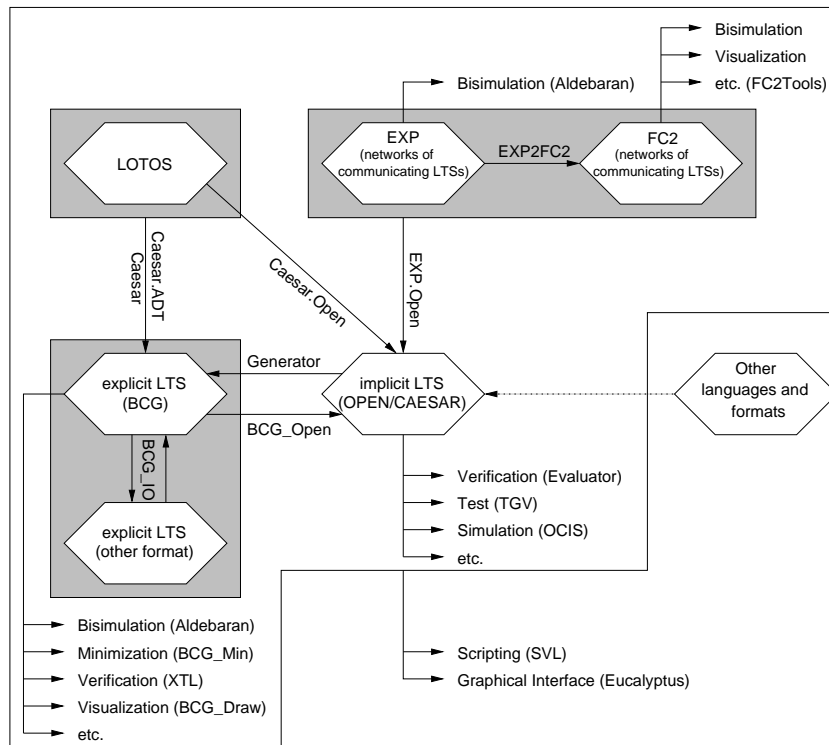 Bisimulation
Visualization
etc. (FC2Tools)
Bisimulation (Aldebaran)
LOTOS
EXP
(networks of
communicating LTSs)
EXP2FC2
FC2
(networks of
communicating LTSs)
Caesar.ADT
Caesar
Caesar.Open
EXP.Open
explicit LTS
(BCG)
Generator
BCG_Open
implicit LTS
(OPEN/CAESAR)
Other
languages and
formats
BCG_IO
explicit LTS
(other format)
Verification (Evaluator)
Test (TGV)
Simulation (OCIS)
etc.
Bisimulation (Aldebaran)
Minimization (BCG_Min)
Verification (XTL)
Visualization (BCG_Draw)
etc.
Scripting (SVL)
Graphical Interface (Eucalyptus)